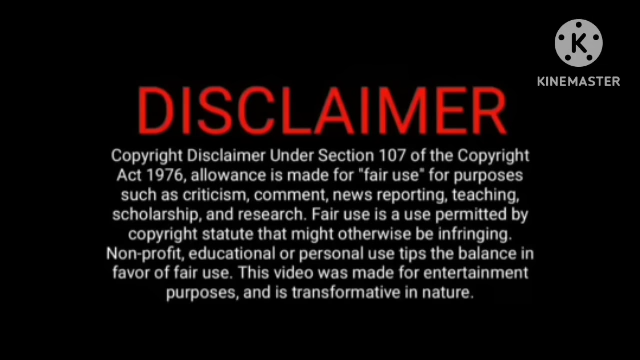 K
KINEMASTER
DISCLAIMER
Copyright Disclaimer Under Section 107 of the Copyright
Act 1976, allowance is made for "fair use" for purposes
such as criticism, comment, news reporting, teaching,
scholarship, and research. Fair use is a use permitted by
copyright statute that might otherwise be infringing.
Non-profit, educational or personal use tips the balance in
favor of fair use. This video was made for entertainment
purposes, and is transformative in nature.